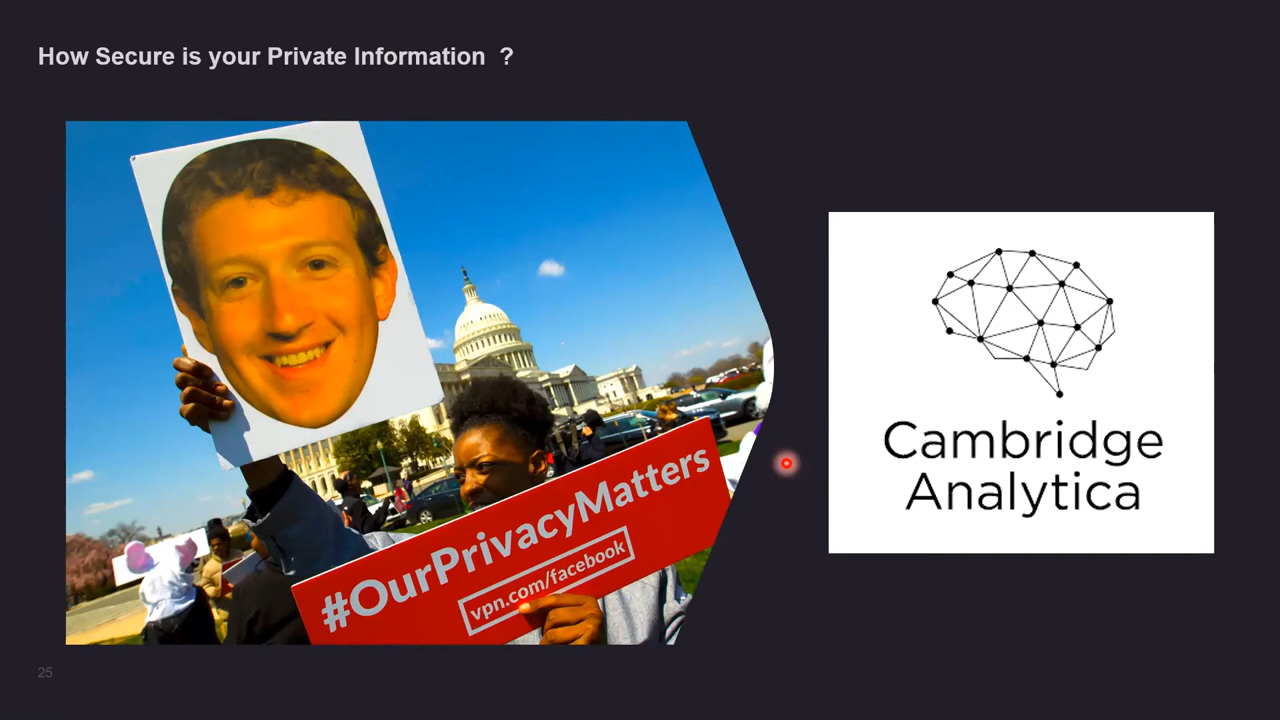 How Secure is your Private Information ?
#OurPrivacyMatters
vpn.com/facebook
Cambridge
Analytica
25